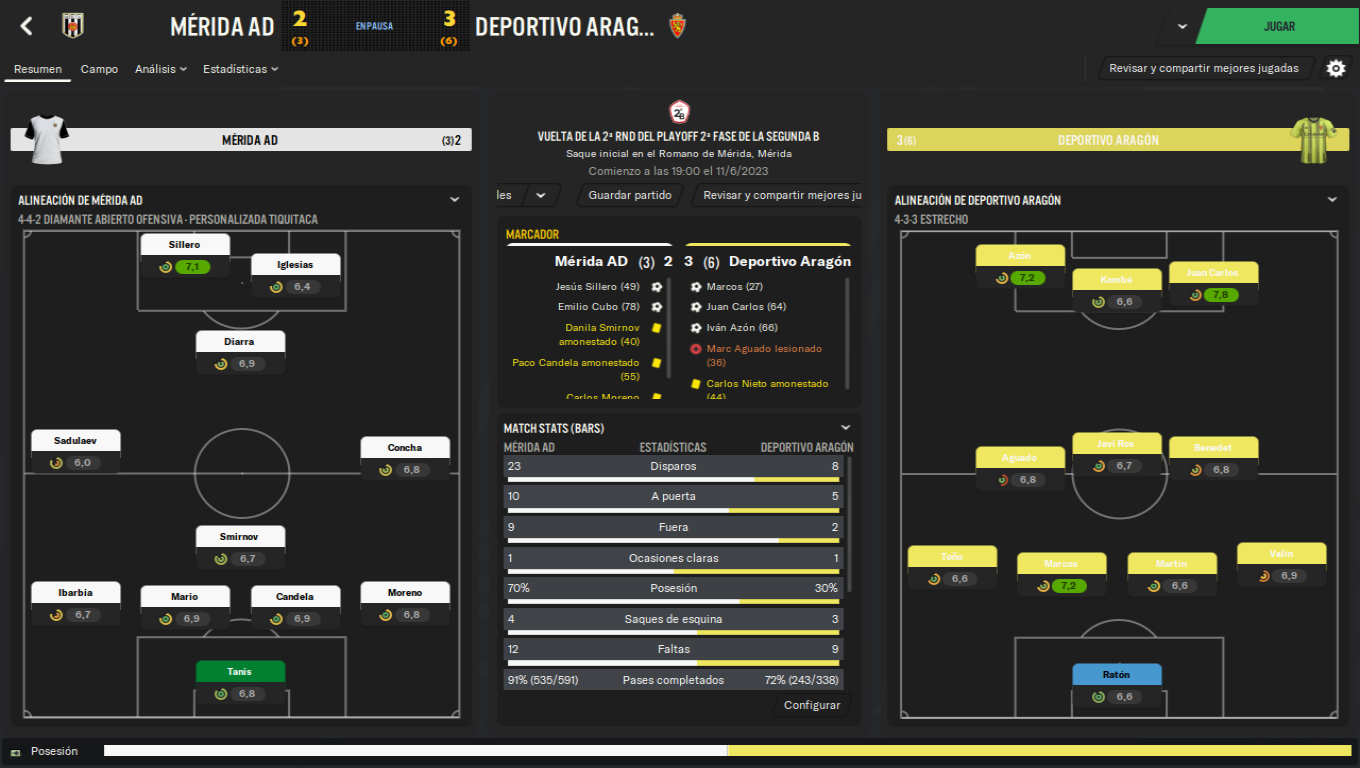 MÉRIDA AD
2
(3)
EN PAUSA
3
(6)
DEPORTIVO ARAG...
JUGAR
Resumen
Campo
Análisis
Estadísticas
Revisar y compartir mejores jugadas
MÉRIDA AD
(3)2
2ªB
VUELTA DE LA 2ª RND DEL PLAYOFF 2ª FASE DE LA SEGUNDA B
Saque inicial en el Romano de Mérida, Mérida
Comienzo a las 19:00 el 11/6/2023
les
Guardar partido
Revisar y compartir mejores ju
3(6)
DEPORTIVO ARAGÓN
ALINEACIÓN DE MÉRIDA AD
4-4-2 DIAMANTE ABIERTO OFENSIVA - PERSONALIZADA TIQUITACA
Sillero
7,1
Iglesias
6,4
Diarra
6,9
Sadulaev
6,0
Concha
6,8
Smirnov
6,7
Ibarbia
6,7
Mario
6,9
Candela
6,9
Moreno
6,8
Tanis
6,8
MARCADOR
Mérida AD (3) 2
3 (6) Deportivo Aragón
Jesús Sillero (49)
Emilio Cubo (78)
Danila Smirnov
amonestado (40)
Paco Candela amonestado
(55)
Carlos Moreno
Marcos (27)
Juan Carlos (64)
Iván Azón (66)
Marc Aguado lesionado
(36)
Carlos Nieto amonestado
(44)
MATCH STATS (BARS)
MÉRIDA AD ESTADÍSTICAS DEPORTIVO ARAGÓN
23 Disparos 8
10 A puerta 5
9 Fuera 2
1 Ocasiones claras 1
70% Posesión 30%
4 Saques de esquina 3
12 Faltas 9
91% (535/591) Pases completados 72% (243/338)
Configurar
ALINEACIÓN DE DEPORTIVO ARAGÓN
4-3-3 ESTRECHO
Azón
7,2
Kombé
6,6
Juan Carlos
7,8
Agundo
6,8
Javi Ros
6,7
Benedet
6,8
Toño
6,6
Marcos
7,2
Martín
6,6
Valín
6,9
Ratón
6,6
Posesión